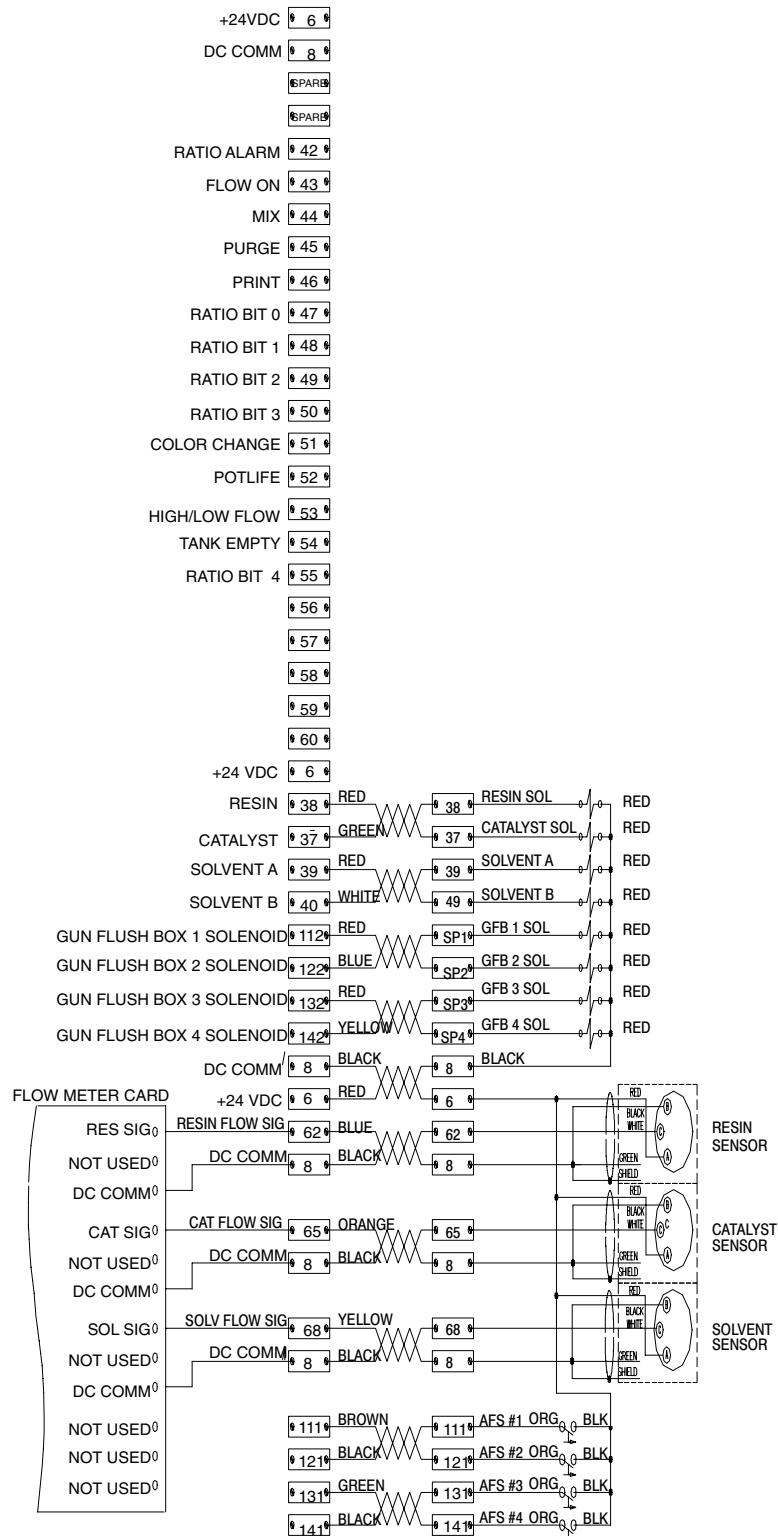 +24VDC 6
DC COMM 8
SPARE
SPARE
RATIO ALARM 42
FLOW ON 43
MIX 44
PURGE 45
PRINT 46
RATIO BIT 0 47
RATIO BIT 1 48
RATIO BIT 2 49
RATIO BIT 3 50
COLOR CHANGE 51
POTLIFE 52
HIGH/LOW FLOW 53
TANK EMPTY 54
RATIO BIT 4 55
56
57
58
59
60
+24 VDC 6
RESIN 38 RED 38 RESIN SOL RED
CATALYST 37 GREEN 37 CATALYST SOL RED
SOLVENT A 39 RED 39 SOLVENT A RED
SOLVENT B 40 WHITE 49 SOLVENT B RED
GUN FLUSH BOX 1 SOLENOID 112 RED SP1 GFB 1 SOL RED
GUN FLUSH BOX 2 SOLENOID 122 BLUE SP2 GFB 2 SOL RED
GUN FLUSH BOX 3 SOLENOID 132 RED SP3 GFB 3 SOL RED
GUN FLUSH BOX 4 SOLENOID 142 YELLOW SP4 GFB 4 SOL RED
DC COMM 8 BLACK 8 BLACK
+24 VDC 6 RED 6
FLOW METER CARD
RES SIG RESIN FLOW SIG 62 BLUE 62
NOT USED DC COMM 8 BLACK 8
DC COMM
RED
BLACK
WHITE
GREEN
SHIELD
B
C
A
RESIN
SENSOR
CAT SIG CAT FLOW SIG 65 ORANGE 65
NOT USED DC COMM 8 BLACK 8
DC COMM
RED
BLACK
WHITE
GREEN
SHIELD
B
C C
A
CATALYST
SENSOR
SOL SIG SOLV FLOW SIG 68 YELLOW 68
NOT USED DC COMM 8 BLACK 8
DC COMM
RED
BLACK
WHITE
GREEN
SHIELD
B
C
A
SOLVENT
SENSOR
NOT USED
NOT USED
NOT USED
111 BROWN 111 AFS #1 ORG BLK
121 BLACK 121 AFS #2 ORG BLK
131 GREEN 131 AFS #3 ORG BLK
141 BLACK 141 AFS #4 ORG BLK